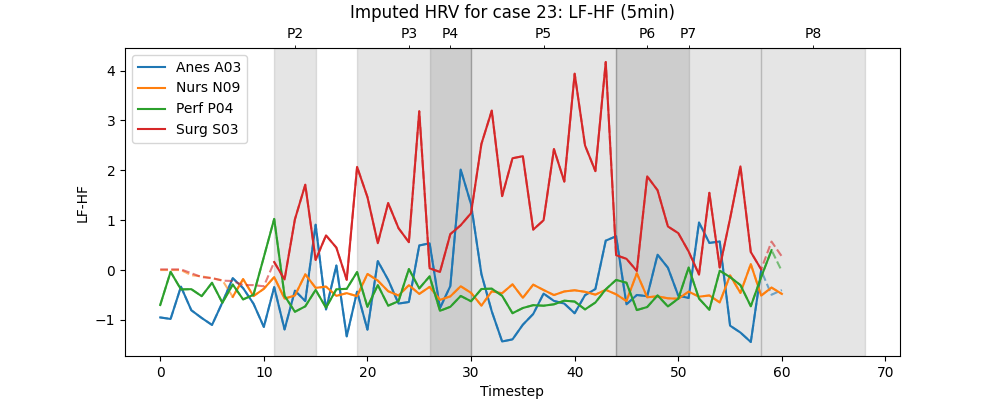 Imputed HRV for case 23: LF-HF (5min)
P2 P3 P4 P5 P6 P7 P8
Anes A03
Nurs N09
Perf P04
Surg S03
4
3
2
1
0
−1
LF-HF
0 10 20 30 40 50 60 70
Timestep